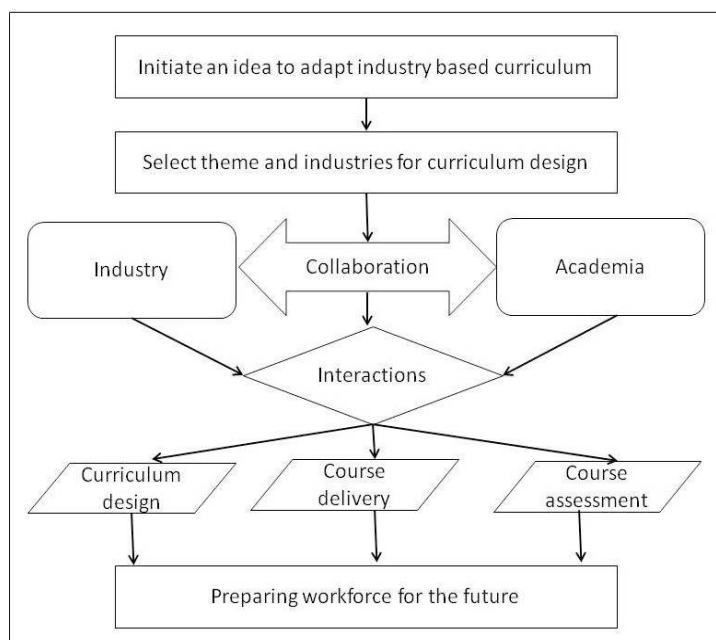 Initiate an idea to adapt industry based curriculum
Select theme and industries for curriculum design
Industry
Collaboration
Academia
Interactions
Curriculum
design
Course
delivery
Course
assessment
Preparing workforce for the future